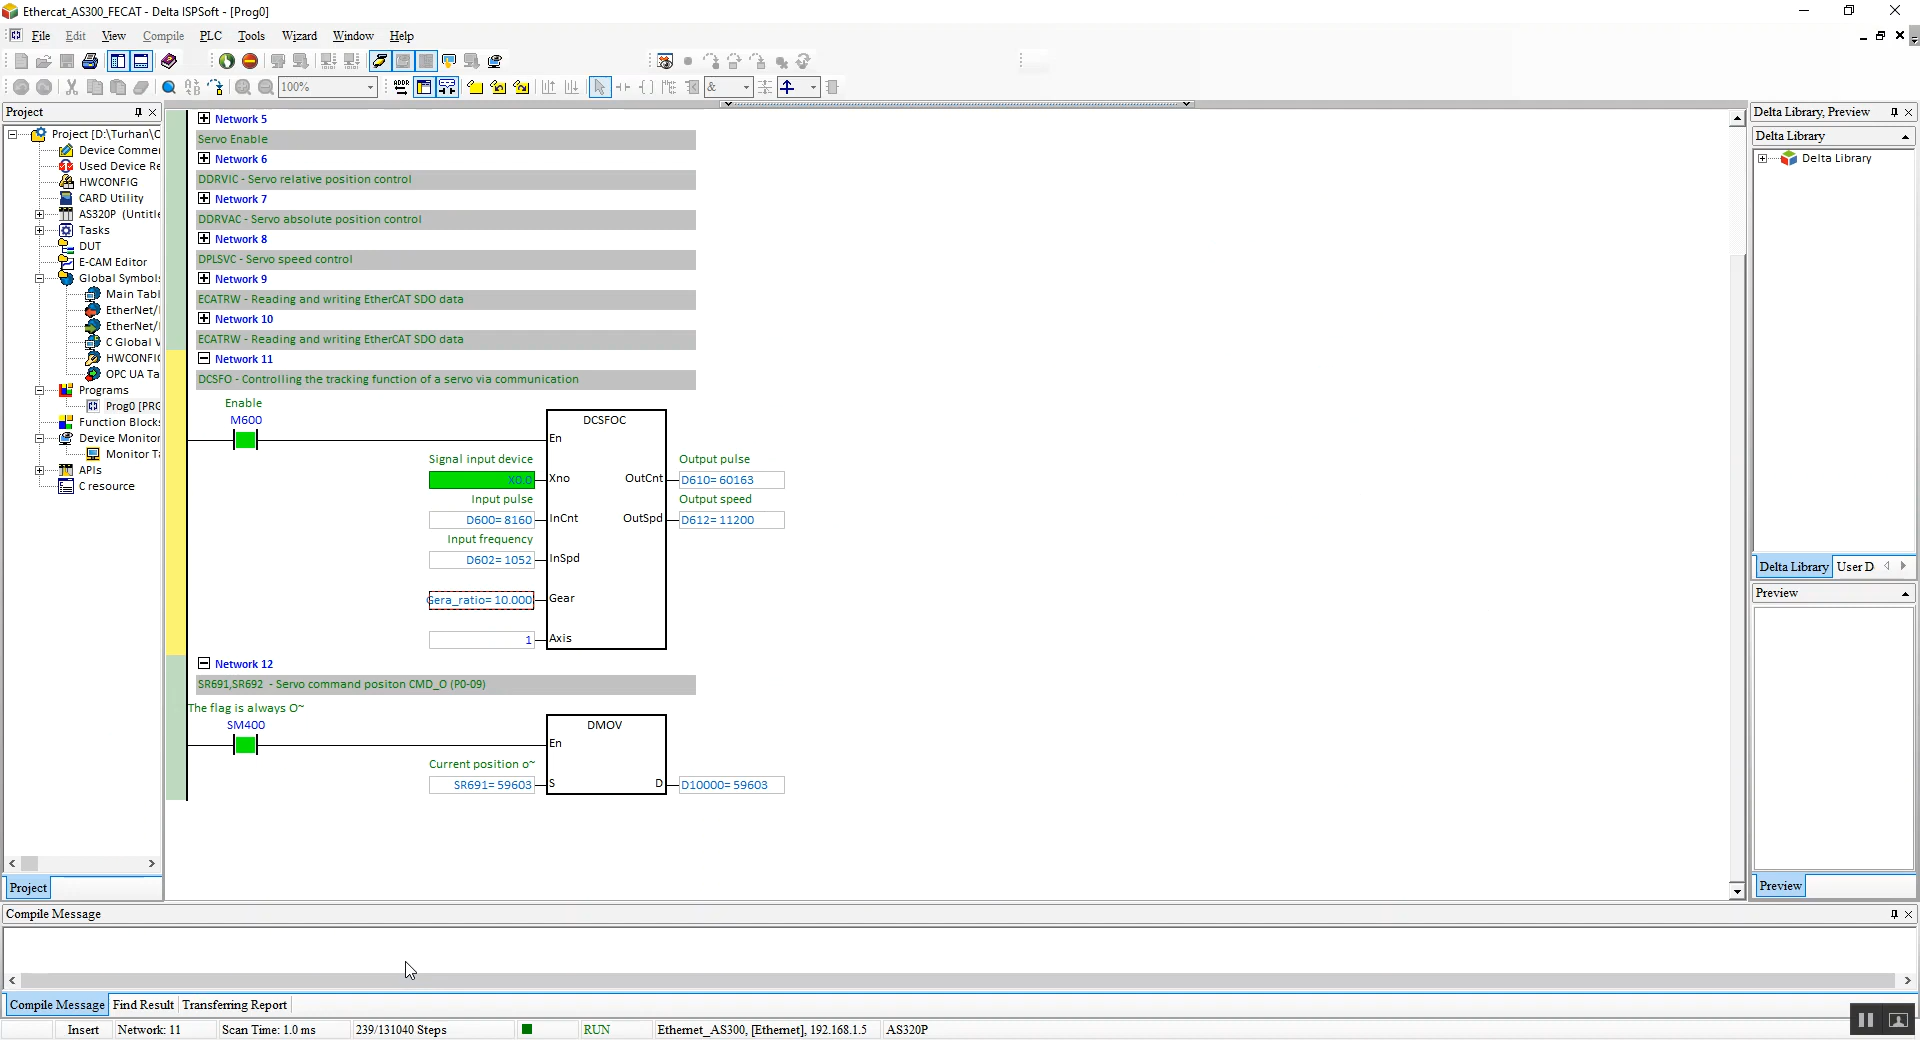 Ethercat_AS300_FECAT - Delta ISPSoft - [Prog0]
File Edit View Compile PLC Tools Wizard Window Help
100%
&
Project
Project [D:\Turhan\C
Device Comme
Used Device Re
HWCONFIG
CARD Utility
AS320P (Untitle
Tasks
DUT
E-CAM Editor
Global Symbols
Main Tabl
EtherNet/I
EtherNet/I
C Global V
HWCONFIG
OPC UA Ta
Programs
Prog0 [PRG
Function Blocks
Device Monitor
Monitor Ta
APIs
C resource
Project
Network 5
Servo Enable
Network 6
DDRVIC - Servo relative position control
Network 7
DDRVAC - Servo absolute position control
Network 8
DPLSVC - Servo speed control
Network 9
ECATRW - Reading and writing EtherCAT SDO data
Network 10
ECATRW - Reading and writing EtherCAT SDO data
Network 11
DCSFO - Controlling the tracking function of a servo via communication
Enable
M600
DCSFOC
En
Signal input device
X0.0 Xno OutCnt
Output pulse
D610= 60163
Input pulse
D600= 8160 InCnt OutSpd
Output speed
D612= 11200
Input frequency
D602= 1052 InSpd
Gera_ratio= 10.000 Gear
1 Axis
Network 12
SR691,SR692 - Servo command positon CMD_O (P0-09)
The flag is always O~
SM400
DMOV
En
Current position o~
SR691= 59603 S D D10000= 59603
Delta Library, Preview
Delta Library
Delta Library
Delta Library User D
Preview
Preview
Compile Message
Compile Message Find Result Transferring Report
Insert Network: 11 Scan Time: 1.0 ms 239/131040 Steps RUN Ethernet_AS300, [Ethernet], 192.168.1.5 AS320P